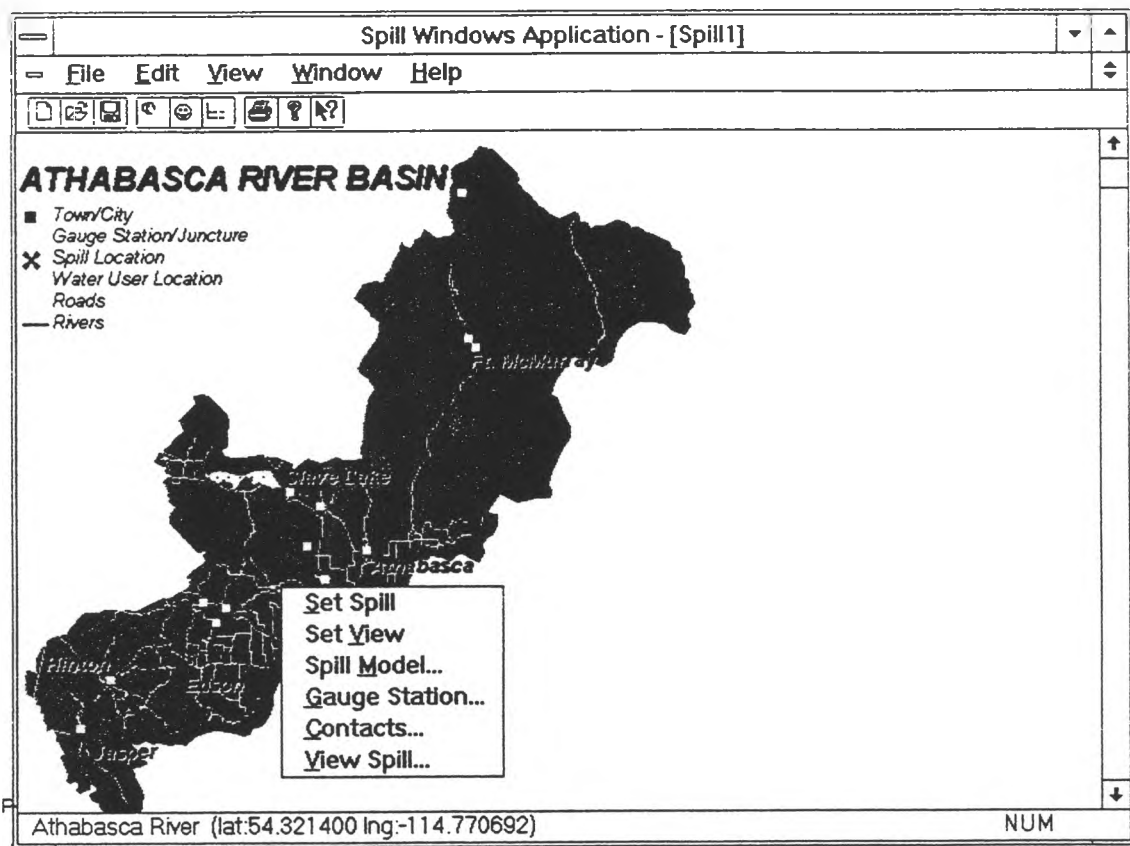 Spill Windows Application - [Spill1]
File Edit View Window Help
ATHABASCA RIVER BASIN
Town/City
Gauge Station/Juncture
Spill Location
Water User Location
Roads
Rivers
Ft. McMurray
Slave Lake
Athabasca
Set Spill
Set View
Spill Model...
Gauge Station...
Contacts...
View Spill...
Hinton
Edson
Jasper
Athabasca River (lat:54.321400 lng:-114.770692)
NUM